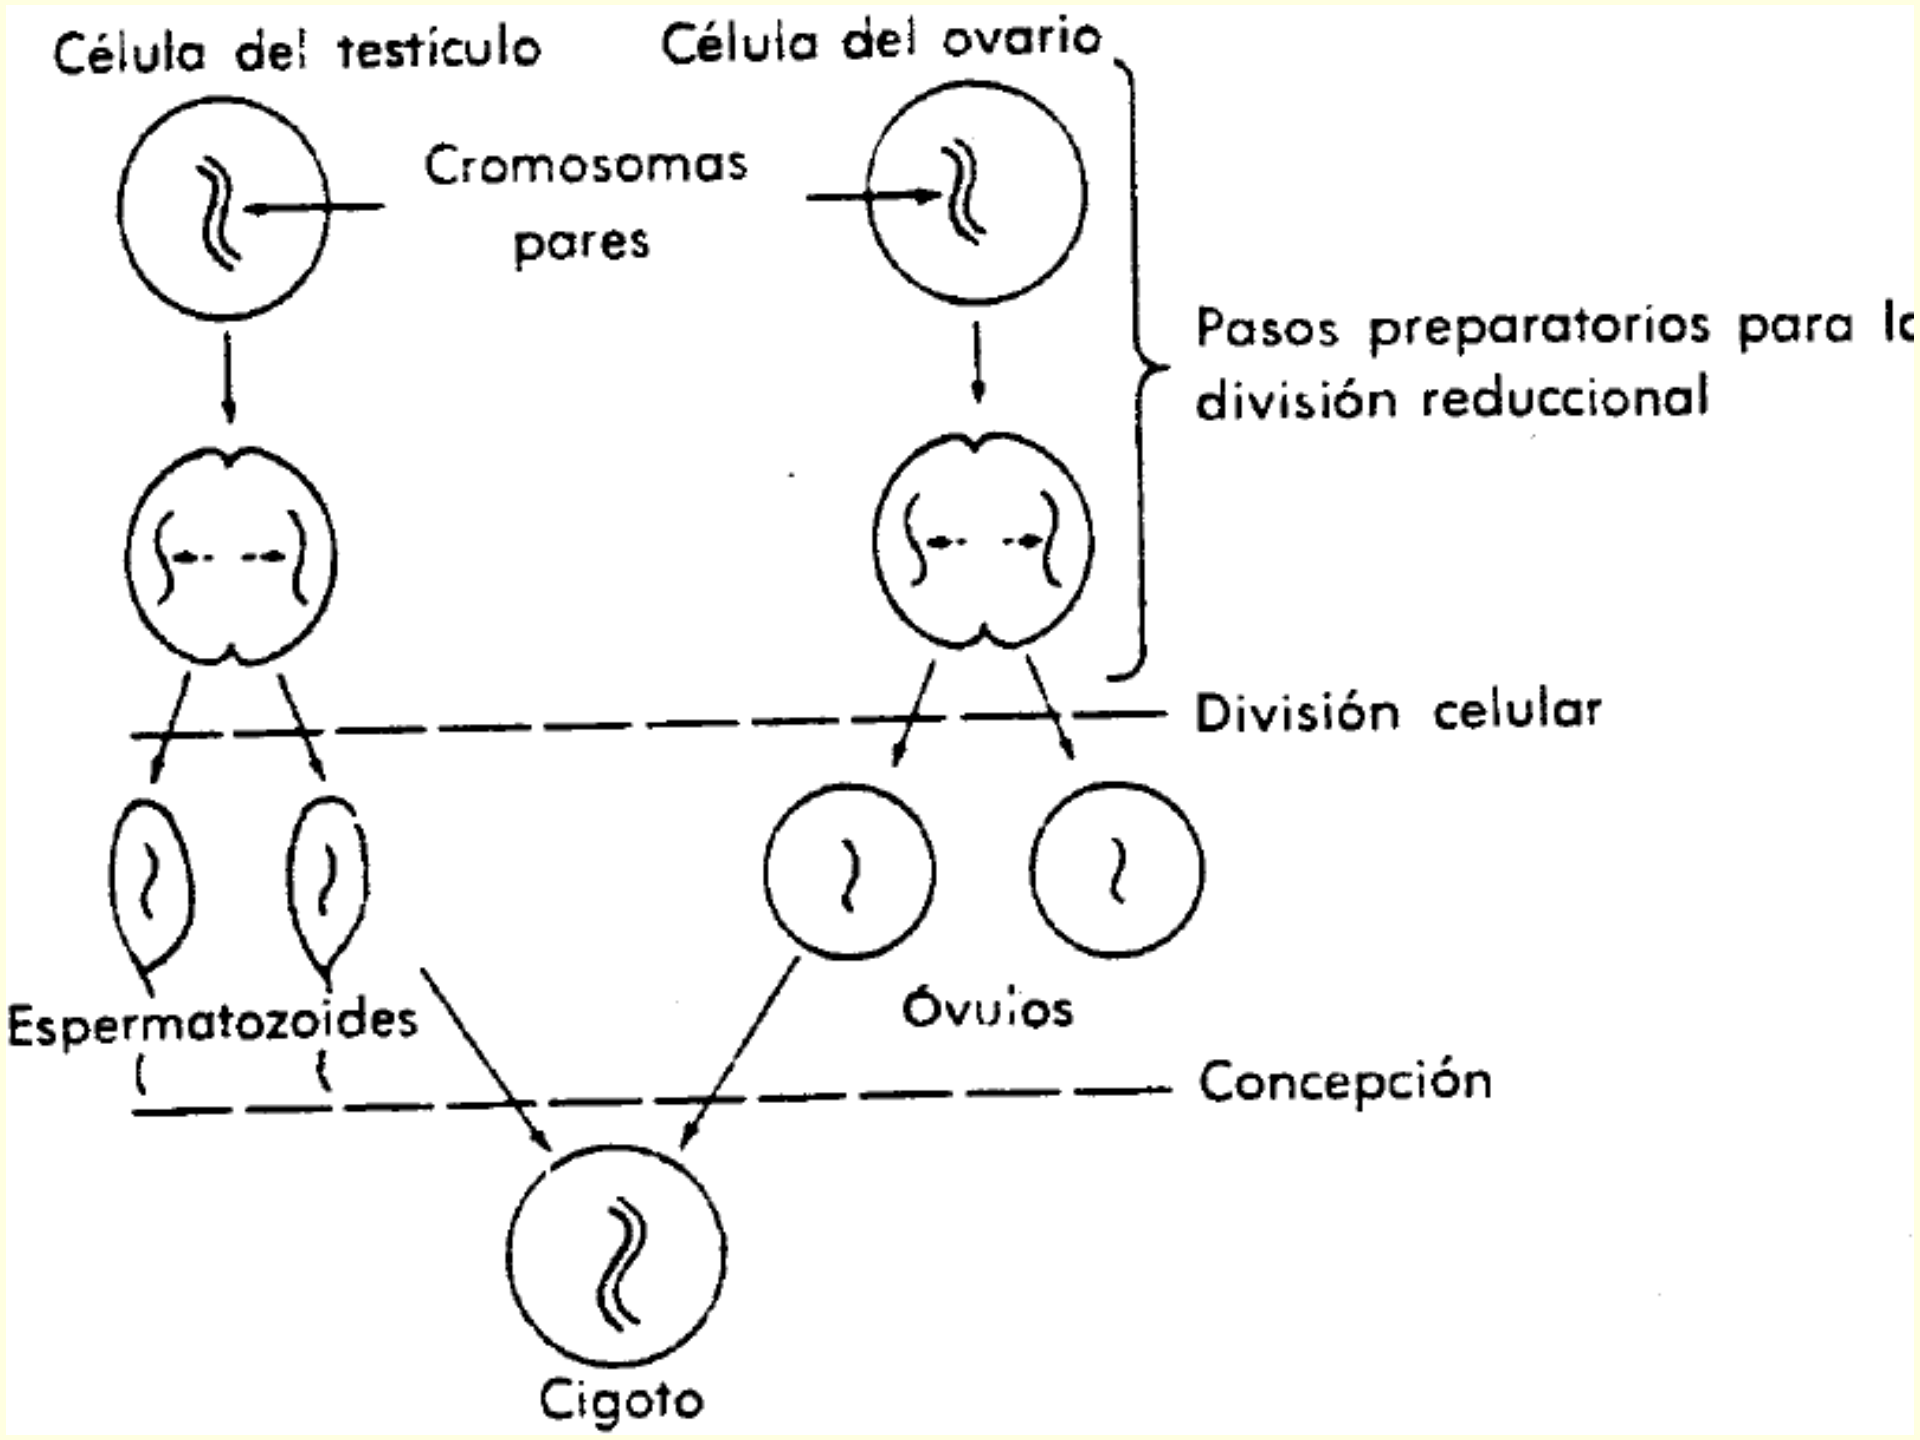 Célula del testículo
Célula del ovario
Cromosomas
pares
Pasos preparatorios para la
división reduccional
División celular
Espermatozoides
Óvulos
Concepción
Cigoto